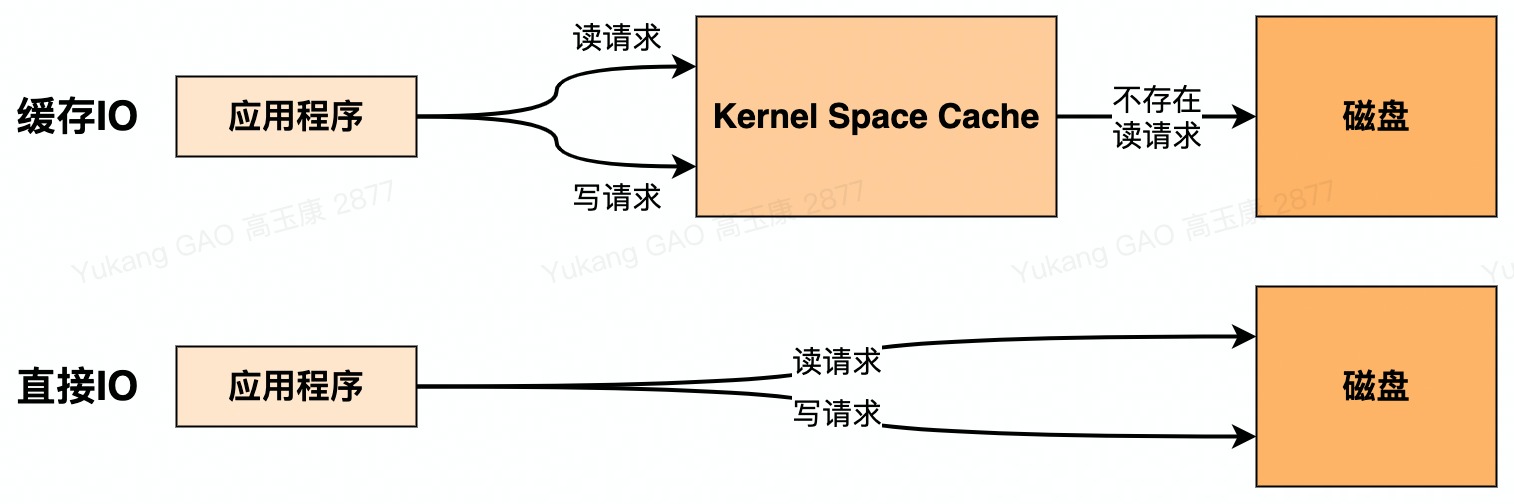 读请求
缓存IO
应用程序
Kernel Space Cache
不存在
读请求
磁盘
写请求
Yukang GAO 高玉康 2877
Yukang GAO 高玉康 2877
Yukang GAO 高玉康 2877
Yu
直接IO
应用程序
读请求
写请求
磁盘